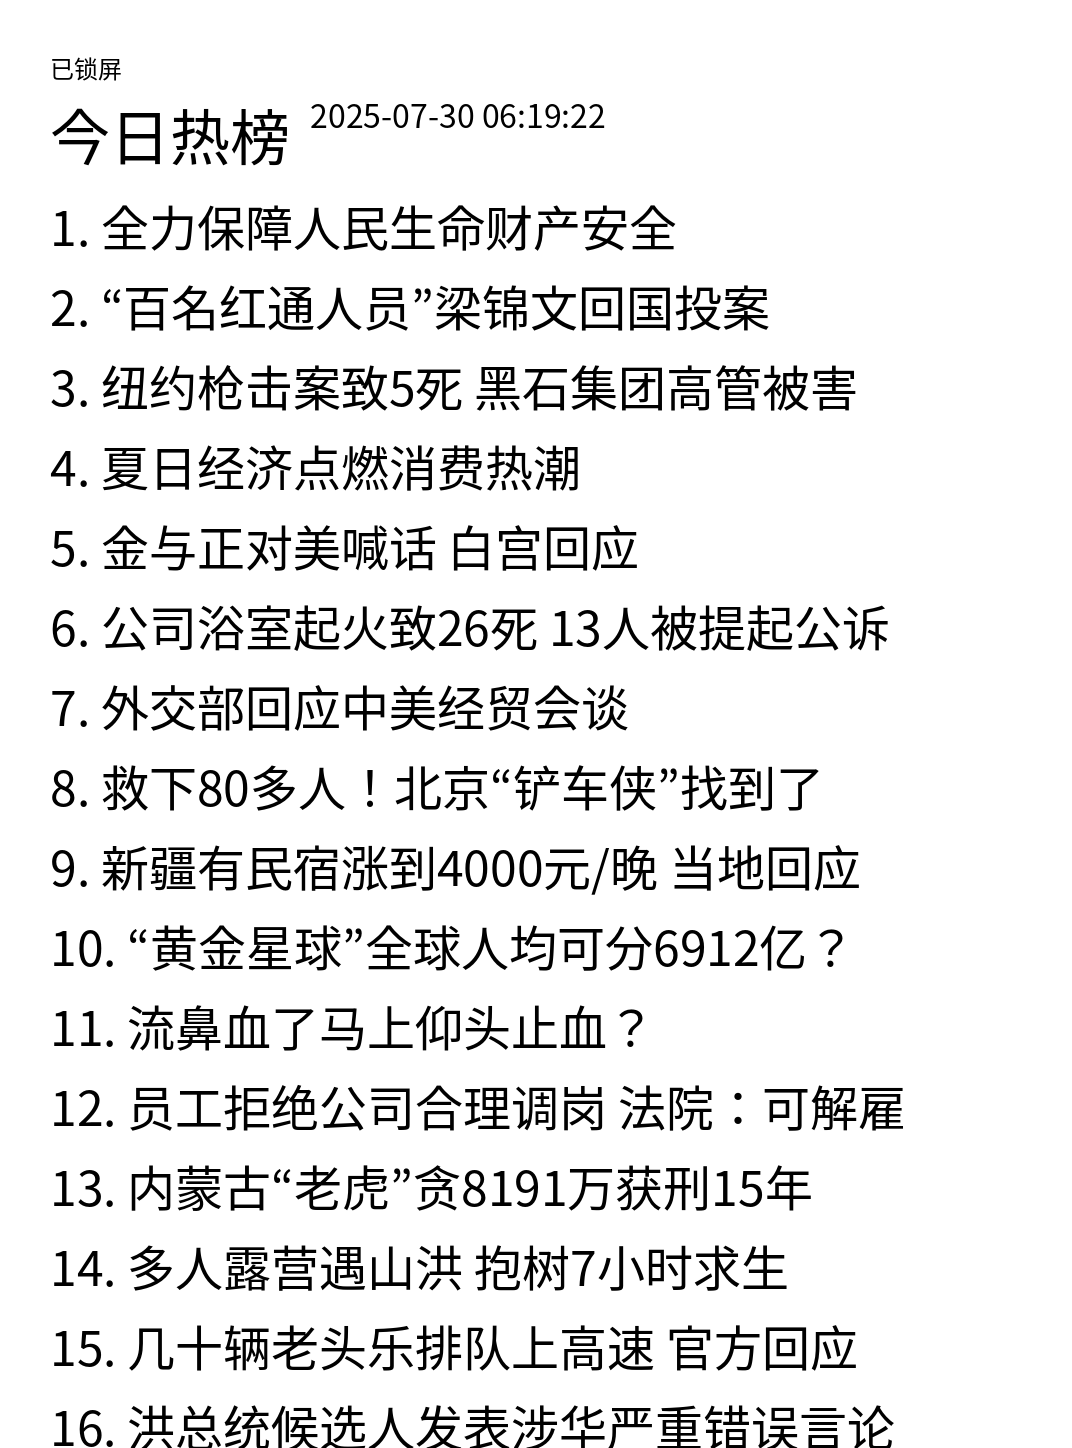 已锁屏
今日热榜 2025-07-30 06:19:22
1. 全力保障人民生命财产安全
2. “百名红通人员”梁锦文回国投案
3. 纽约枪击案致5死 黑石集团高管被害
4. 夏日经济点燃消费热潮
5. 金与正对美喊话 白宫回应
6. 公司浴室起火致26死 13人被提起公诉
7. 外交部回应中美经贸会谈
8. 救下80多人！北京“铲车侠”找到了
9. 新疆有民宿涨到4000元/晚 当地回应
10. “黄金星球”全球人均可分6912亿？
11. 流鼻血了马上仰头止血？
12. 员工拒绝公司合理调岗 法院：可解雇
13. 内蒙古“老虎”贪8191万获刑15年
14. 多人露营遇山洪 抱树7小时求生
15. 几十辆老头乐排队上高速 官方回应
16. 洪总统候选人发表涉华严重错误言论